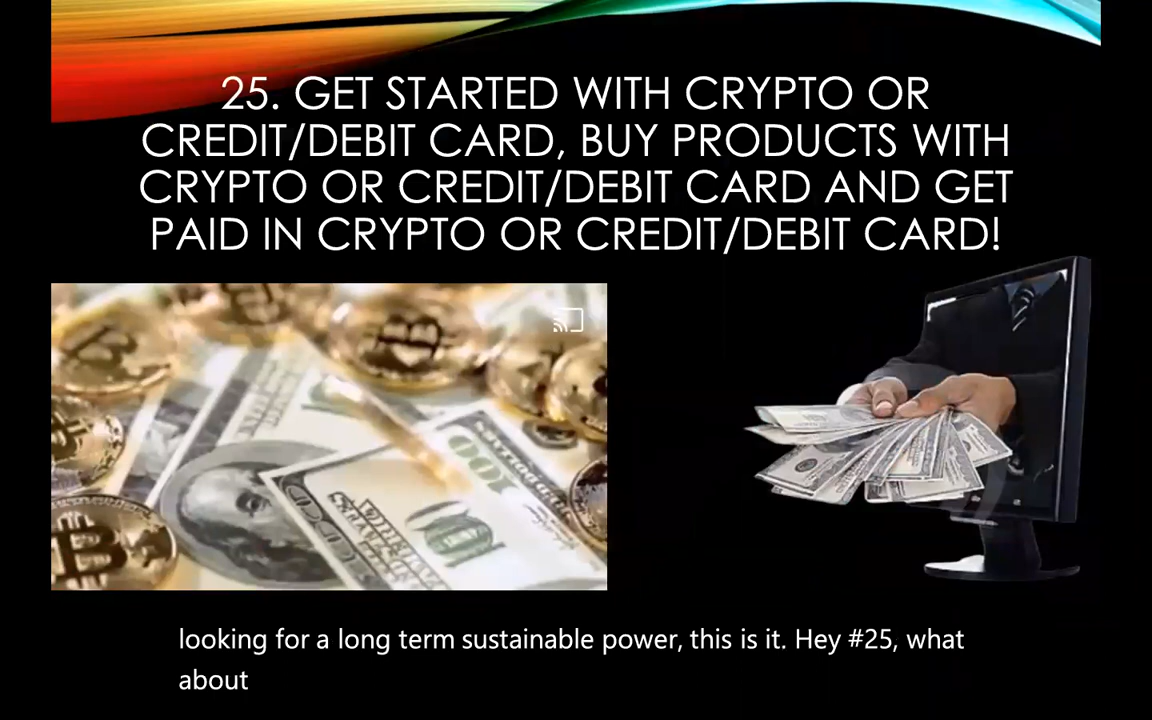 25. GET STARTED WITH CRYPTO OR
CREDIT/DEBIT CARD, BUY PRODUCTS WITH
CRYPTO OR CREDIT/DEBIT CARD AND GET
PAID IN CRYPTO OR CREDIT/DEBIT CARD!
100
looking for a long term sustainable power, this is it. Hey #25, what
about